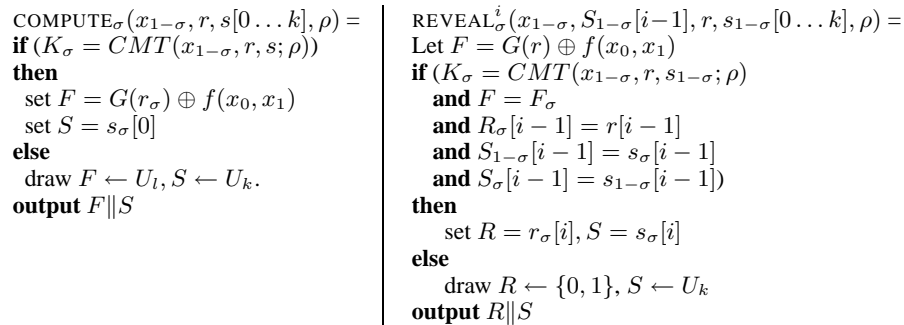 COMPUTE_σ(x_{1−σ}, r, s[0 … k], ρ) =
if (K_σ = CMT(x_{1−σ}, r, s; ρ))
then
set F = G(r_σ) ⊕ f(x_0, x_1)
set S = s_σ[0]
else
draw F ← U_l, S ← U_k.
output F∥S
REVEAL^i_σ(x_{1−σ}, S_{1−σ}[i−1], r, s_{1−σ}[0 … k], ρ) =
Let F = G(r) ⊕ f(x_0, x_1)
if (K_σ = CMT(x_{1−σ}, r, s_{1−σ}; ρ)
and F = F_σ
and R_σ[i − 1] = r[i − 1]
and S_{1−σ}[i − 1] = s_σ[i − 1]
and S_σ[i − 1] = s_{1−σ}[i − 1])
then
set R = r_σ[i], S = s_σ[i]
else
draw R ← {0, 1}, S ← U_k
output R∥S